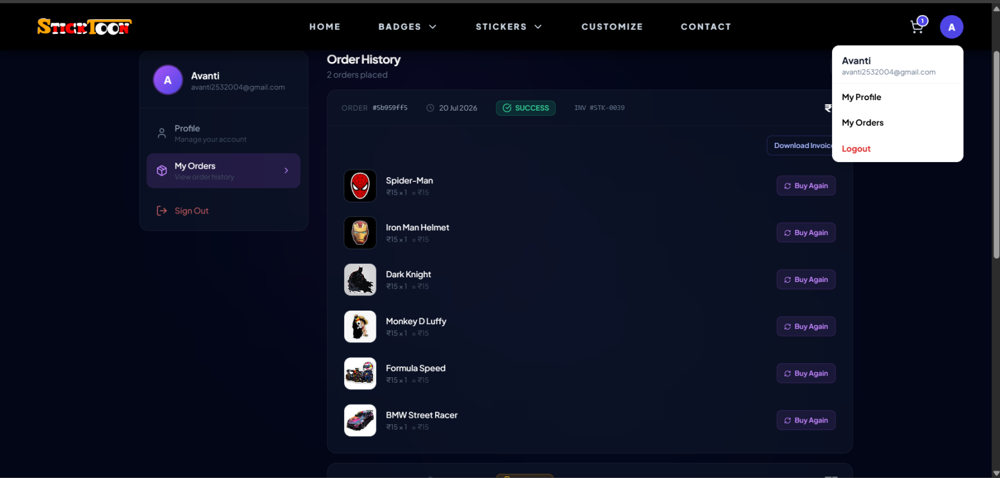 STICKTOON
HOME
BADGES
STICKERS
CUSTOMIZE
CONTACT
1
A
Avanti
avanti2532004@gmail.com
My Profile
My Orders
Logout
A
Avanti
avanti2532004@gmail.com
Profile
Manage your account
My Orders
View order history
Sign Out
Order History
2 orders placed
ORDER #5b959ff5 20 Jul 2026 SUCCESS INV #STK-0039 ₹
Download Invoice
Spider-Man
₹15 × 1 = ₹15
Buy Again
Iron Man Helmet
₹15 × 1 = ₹15
Buy Again
Dark Knight
₹15 × 1 = ₹15
Buy Again
Monkey D Luffy
₹15 × 1 = ₹15
Buy Again
Formula Speed
₹15 × 1 = ₹15
Buy Again
BMW Street Racer
₹15 × 1 = ₹15
Buy Again